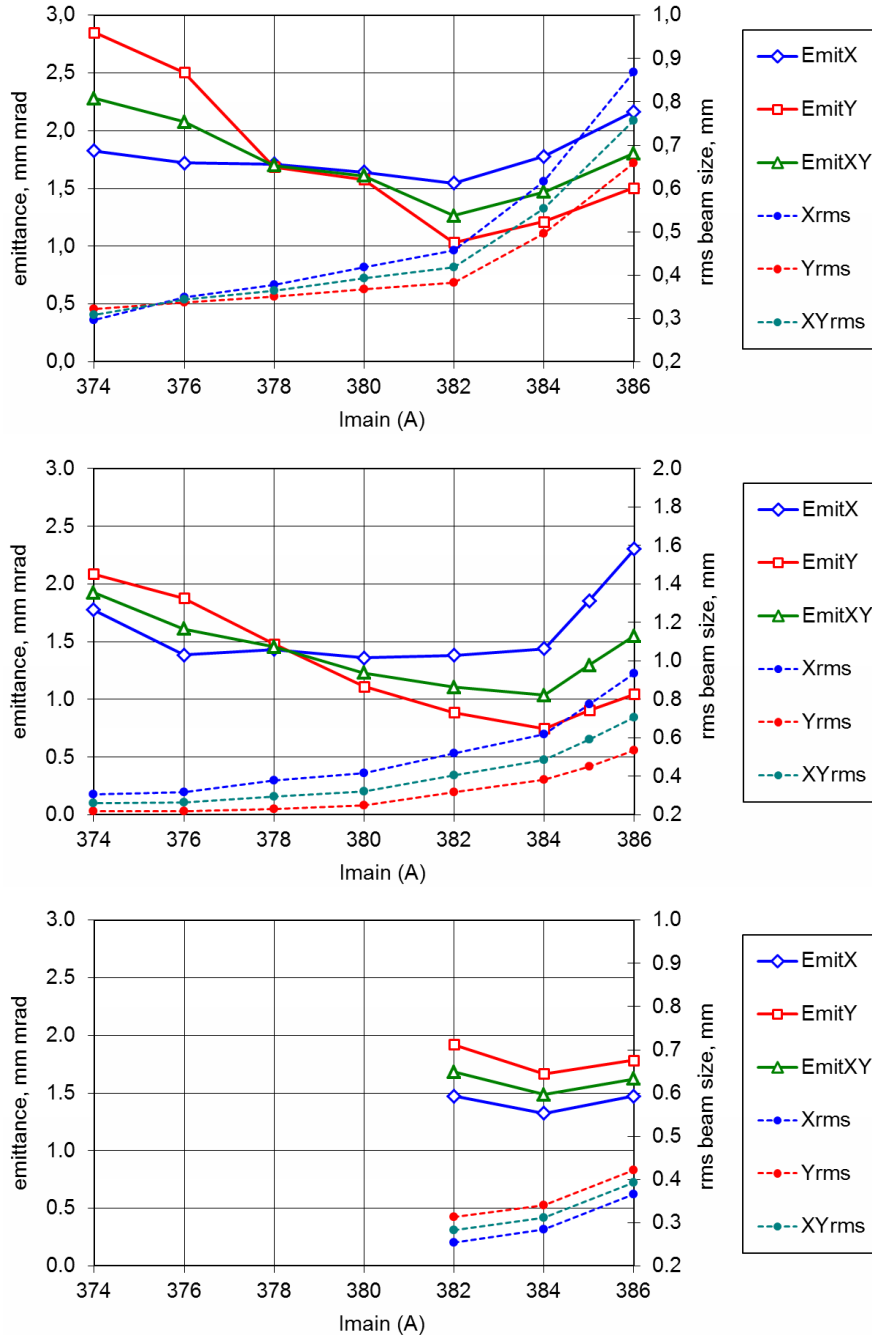 3,0
2,5
2,0
1,5
1,0
0,5
0,0
emittance, mm mrad
374 376 378 380 382 384 386
Imain (A)
1,0
0,9
0,8
0,7
0,6
0,5
0,4
0,3
0,2
rms beam size, mm
EmitX
EmitY
EmitXY
Xrms
Yrms
XYrms
3.0
2.5
2.0
1.5
1.0
0.5
0.0
emittance, mm mrad
374 376 378 380 382 384 386
Imain (A)
2.0
1.8
1.6
1.4
1.2
1.0
0.8
0.6
0.4
0.2
rms beam size, mm
EmitX
EmitY
EmitXY
Xrms
Yrms
XYrms
3.0
2.5
2.0
1.5
1.0
0.5
0.0
emittance, mm mrad
374 376 378 380 382 384 386
Imain (A)
1.0
0.9
0.8
0.7
0.6
0.5
0.4
0.3
0.2
rms beam size, mm
EmitX
EmitY
EmitXY
Xrms
Yrms
XYrms